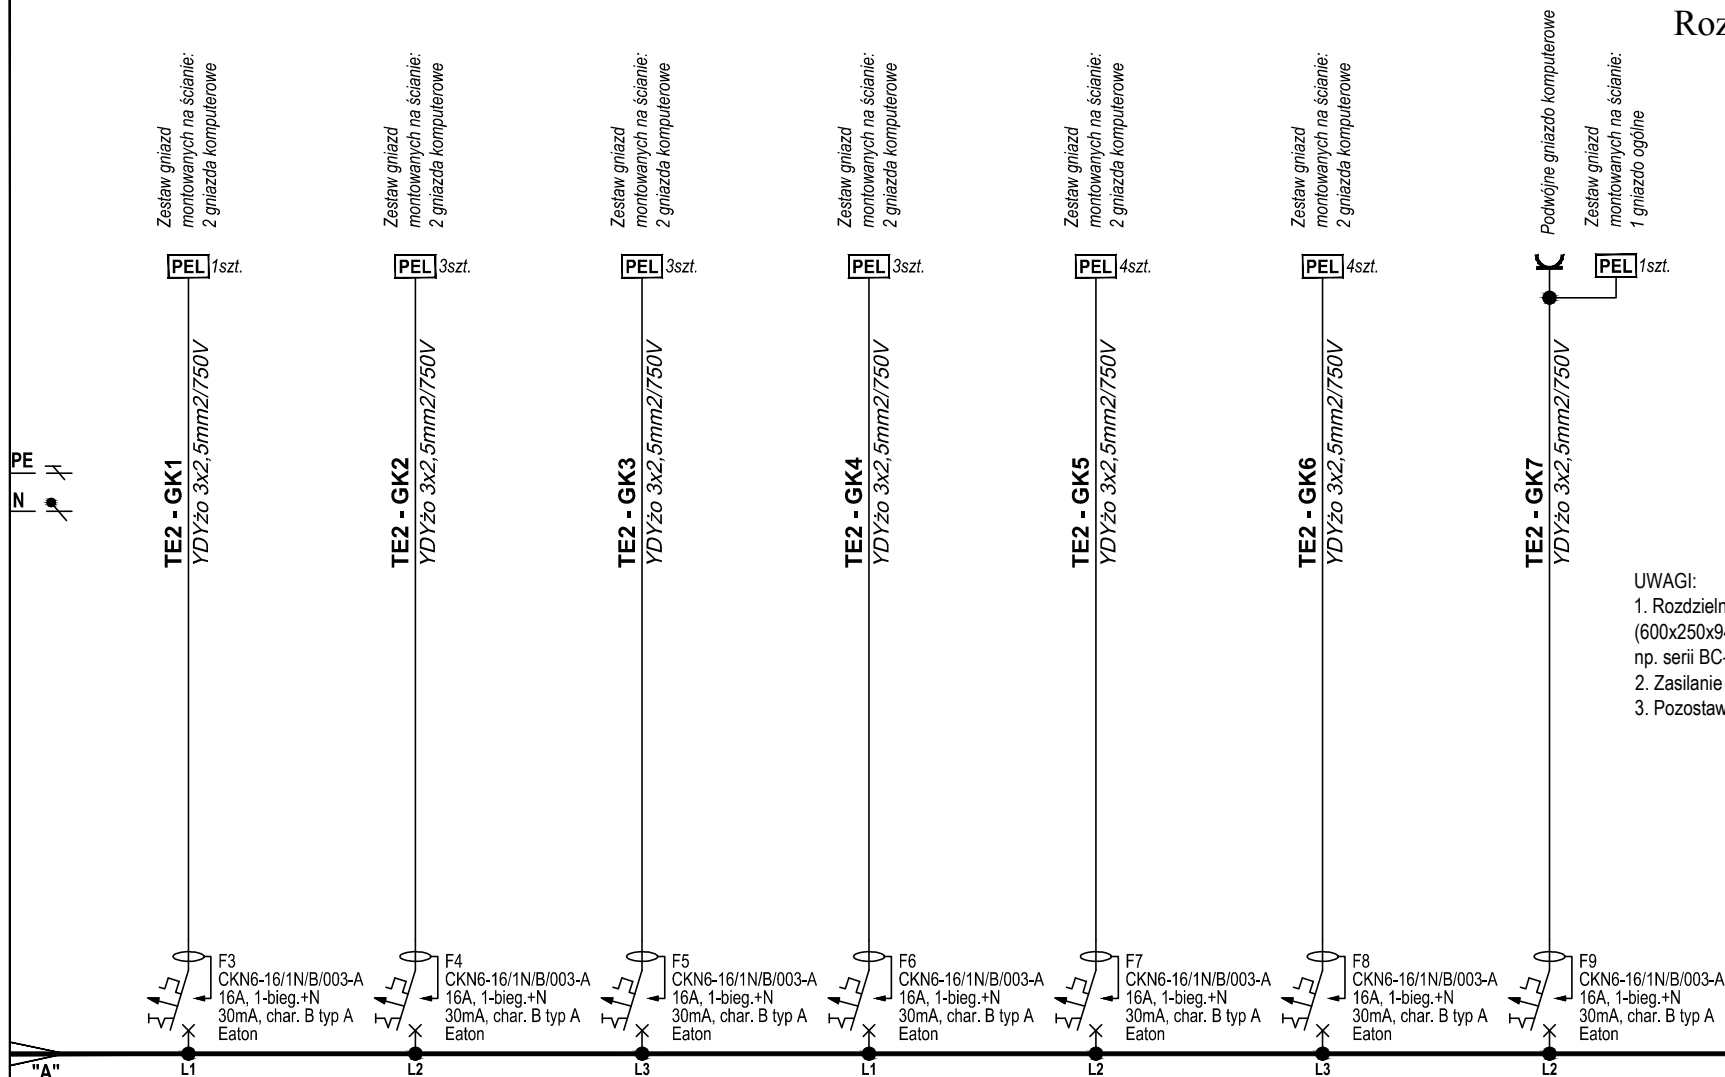 Zestaw gniazd
montowanych na ścianie:
2 gniazda komputerowe
PEL 1szt.
TE2 - GK1
YDYżo 3x2,5mm2/750V
F3
CKN6-16/1N/B/003-A
16A, 1-bieg.+N
30mA, char. B typ A
Eaton
L1
Zestaw gniazd
montowanych na ścianie:
2 gniazda komputerowe
PEL 3szt.
TE2 - GK2
YDYżo 3x2,5mm2/750V
F4
CKN6-16/1N/B/003-A
16A, 1-bieg.+N
30mA, char. B typ A
Eaton
L2
Zestaw gniazd
montowanych na ścianie:
2 gniazda komputerowe
PEL 3szt.
TE2 - GK3
YDYżo 3x2,5mm2/750V
F5
CKN6-16/1N/B/003-A
16A, 1-bieg.+N
30mA, char. B typ A
Eaton
L3
Zestaw gniazd
montowanych na ścianie:
2 gniazda komputerowe
PEL 3szt.
TE2 - GK4
YDYżo 3x2,5mm2/750V
F6
CKN6-16/1N/B/003-A
16A, 1-bieg.+N
30mA, char. B typ A
Eaton
L1
Zestaw gniazd
montowanych na ścianie:
2 gniazda komputerowe
PEL 4szt.
TE2 - GK5
YDYżo 3x2,5mm2/750V
F7
CKN6-16/1N/B/003-A
16A, 1-bieg.+N
30mA, char. B typ A
Eaton
L2
Zestaw gniazd
montowanych na ścianie:
2 gniazda komputerowe
PEL 4szt.
TE2 - GK6
YDYżo 3x2,5mm2/750V
F8
CKN6-16/1N/B/003-A
16A, 1-bieg.+N
30mA, char. B typ A
Eaton
L3
Podwójne gniazdo komputerowe
Zestaw gniazd
montowanych na ścianie:
1 gniazdo ogólne
PEL 1szt.
TE2 - GK7
YDYżo 3x2,5mm2/750V
F9
CKN6-16/1N/B/003-A
16A, 1-bieg.+N
30mA, char. B typ A
Eaton
L2
PE
N
"A"
Roz
UWAGI:
1. Rozdzieln
(600x250x94
np. serii BC-
2. Zasilanie
3. Pozostaw